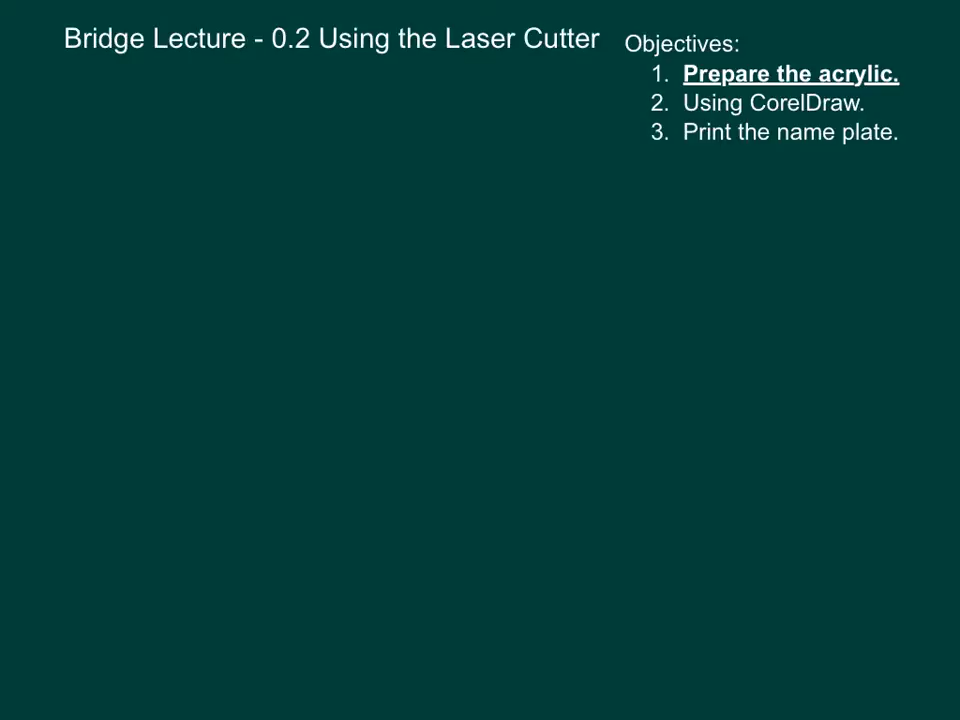 Bridge Lecture - 0.2 Using the Laser Cutter
Objectives:
1. Prepare the acrylic.
2. Using CorelDraw.
3. Print the name plate.